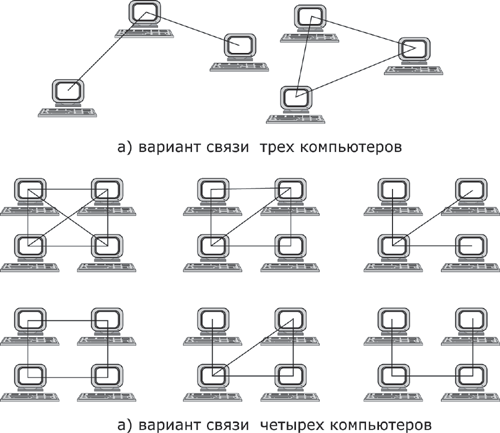 а) вариант связи трех компьютеров
а) вариант связи четырех компьютеров